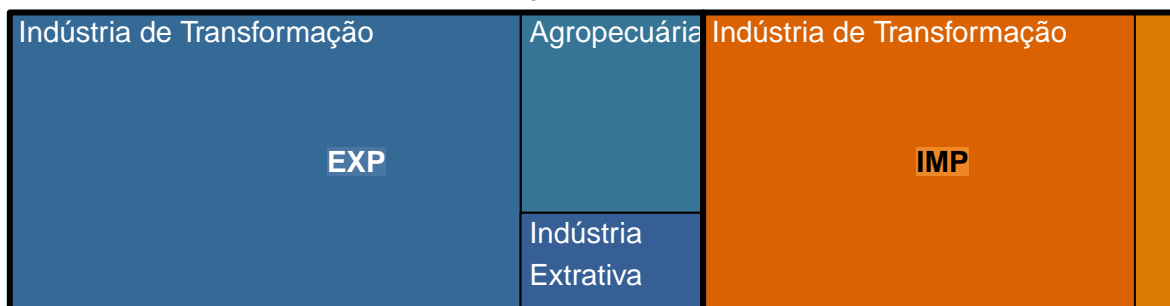 Indústria de Transformação
EXP
Agropecuária
Indústria
Extrativa
Indústria de Transformação
IMP